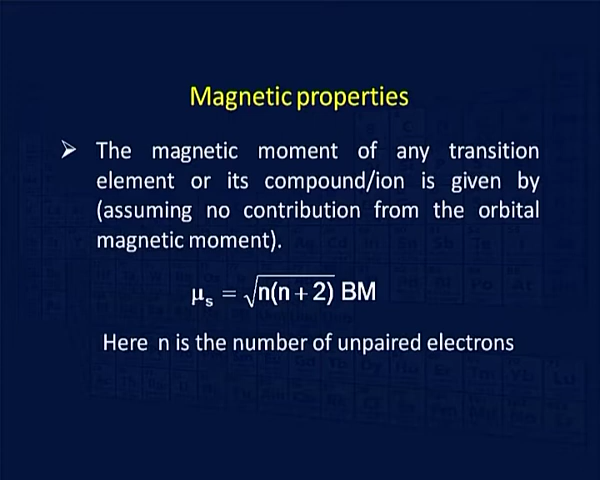 Magnetic properties
➢ The magnetic moment of any transition
element or its compound/ion is given by
(assuming no contribution from the orbital
magnetic moment).
μs = √n(n + 2) BM
Here n is the number of unpaired electrons